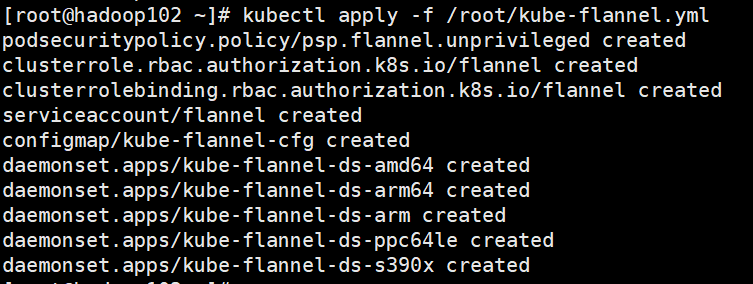 [root@hadoop102 ~]# kubectl apply -f /root/kube-flannel.yml
podsecuritypolicy.policy/psp.flannel.unprivileged created
clusterrole.rbac.authorization.k8s.io/flannel created
clusterrolebinding.rbac.authorization.k8s.io/flannel created
serviceaccount/flannel created
configmap/kube-flannel-cfg created
daemonset.apps/kube-flannel-ds-amd64 created
daemonset.apps/kube-flannel-ds-arm64 created
daemonset.apps/kube-flannel-ds-arm created
daemonset.apps/kube-flannel-ds-ppc64le created
daemonset.apps/kube-flannel-ds-s390x created
[root@hadoop102 ~]#